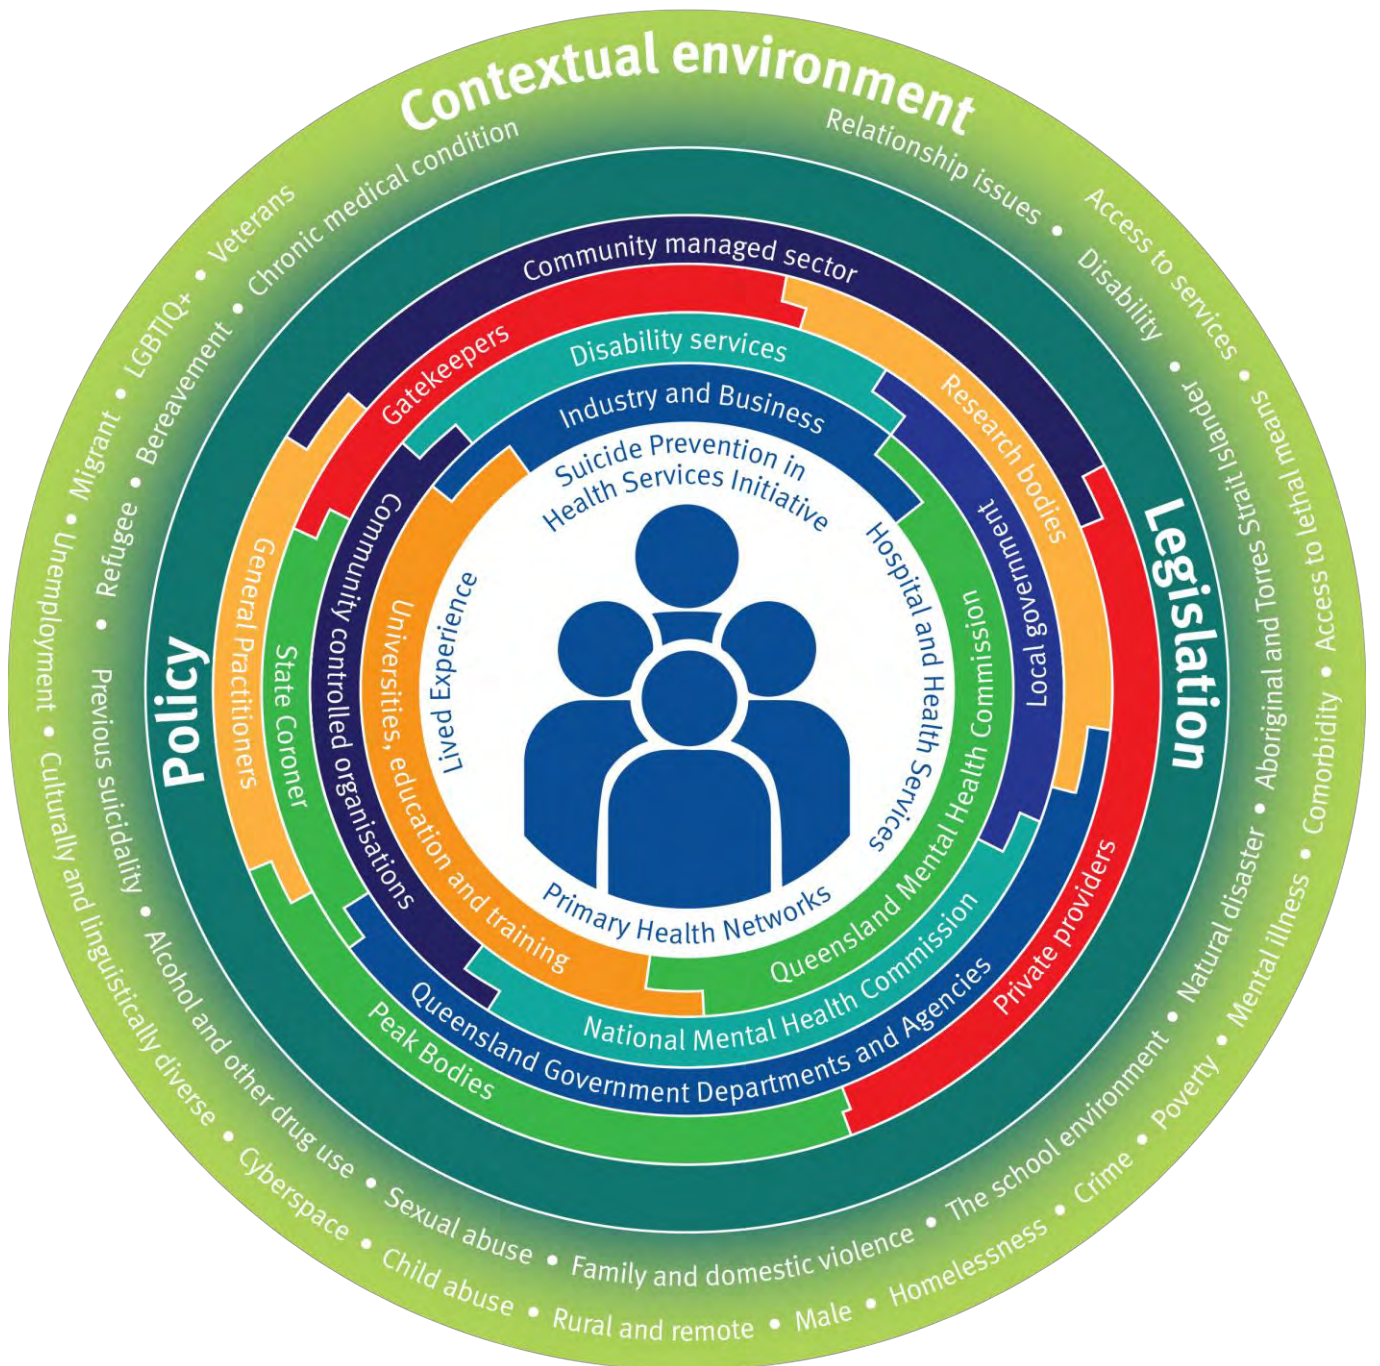 Contextual environment
Relationship issues • Disability • Aboriginal and Torres Strait Islander • Natural disaster • The school environment • Family and domestic violence • Sexual abuse • Alcohol and other drug use • Previous suicidality • Refugee • Bereavement • Chronic medical condition
Access to services • Access to lethal means • Comorbidity • Mental illness • Poverty • Crime • Homelessness • Male • Rural and remote • Child abuse • Cyberspace • Culturally and linguistically diverse • Unemployment • Migrant • LGBTIQ+ • Veterans
Policy
Legislation
Community managed sector
Private providers
Peak Bodies
General Practitioners
Gatekeepers
Research bodies
Queensland Government Departments and Agencies
State Coroner
Disability services
Local government
National Mental Health Commission
Community controlled organisations
Industry and Business
Queensland Mental Health Commission
Universities, education and training
Suicide Prevention in
Health Services Initiative
Hospital and Health Services
Primary Health Networks
Lived Experience